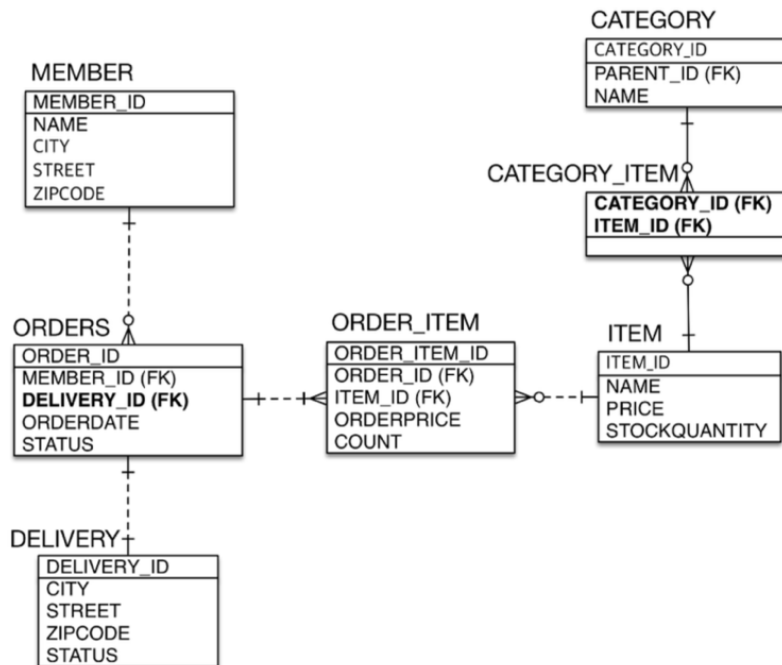 CATEGORY
CATEGORY_ID
PARENT_ID (FK)
NAME
MEMBER
MEMBER_ID
NAME
CITY
STREET
ZIPCODE
CATEGORY_ITEM
CATEGORY_ID (FK)
ITEM_ID (FK)
ORDERS
ORDER_ID
MEMBER_ID (FK)
DELIVERY_ID (FK)
ORDERDATE
STATUS
ORDER_ITEM
ORDER_ITEM_ID
ORDER_ID (FK)
ITEM_ID (FK)
ORDERPRICE
COUNT
ITEM
ITEM_ID
NAME
PRICE
STOCKQUANTITY
DELIVERY
DELIVERY_ID
CITY
STREET
ZIPCODE
STATUS